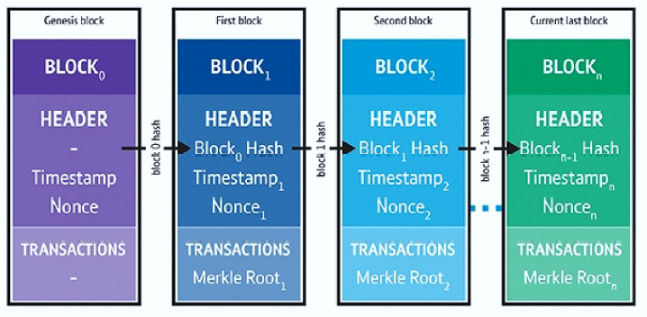 Genesis block
BLOCK₀
HEADER
-
Timestamp
Nonce
TRANSACTIONS
-
block 0 hash
First block
BLOCK₁
HEADER
Block₀ Hash
Timestamp₁
Nonce₁
TRANSACTIONS
Merkle Root₁
block 1 hash
Second block
BLOCK₂
HEADER
Block₁ Hash
Timestamp₂
Nonce₂
TRANSACTIONS
Merkle Root₂
block n-1 hash
Current last block
BLOCKₙ
HEADER
Blockₙ₋₁ Hash
Timestampₙ
Nonceₙ
TRANSACTIONS
Merkle Rootₙ